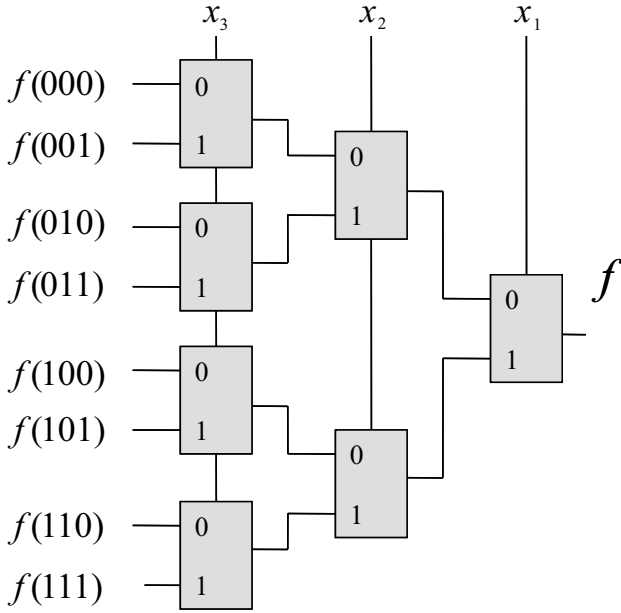 x₃ x₂ x₁
f(000) 0
f(001) 1
0
1
f(010) 0
f(011) 1
f
0
1
f(100) 0
f(101) 1
0
1
f(110) 0
f(111) 1